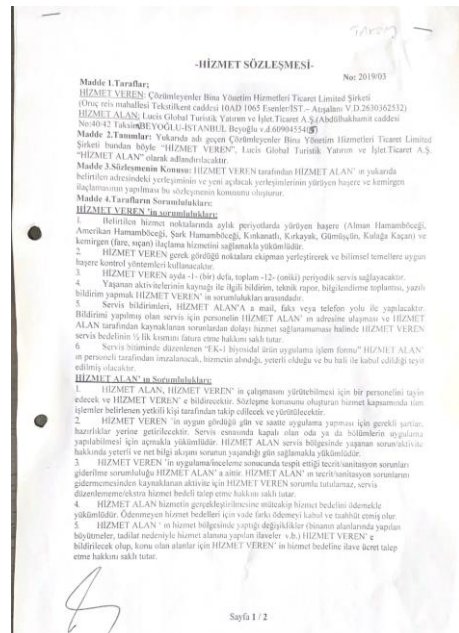 TAKSİM
-HİZMET SÖZLEŞMESİ-
No: 2019/03
Madde 1.Taraflar;
HİZMET VEREN: Çözümleyenler Bina Yönetim Hizmetleri Ticaret Limited Şirketi
(Oruç reis mahallesi Tekstilkent caddesi 10AD 1065 Esenler/İST.– Atışalanı V.D.2630362532)
HİZMET ALAN: Lucis Global Turistik Yatırım ve İşlet.Ticaret A.Ş.(Abdülhakhamit caddesi
No:40/42 Taksim BEYOĞLU-İSTANBUL Beyoğlu v.d.609045541
Madde 2.Tanımlar: Yukarıda adı geçen Çözümleyenler Bina Yönetim Hizmetleri Ticaret Limited
Şirketi bundan böyle “HİZMET VEREN”, Lucis Global Turistik Yatırım ve İşlet.Ticaret A.Ş.
“HİZMET ALAN” olarak adlandırılacaktır.
Madde 3.Sözleşmenin Konusu: HİZMET VEREN tarafından HİZMET ALAN’ın yukarıda
belirtilen adresindeki yerleşiminin ve yeni açılacak yerleşimlerinin yürüyen haşere ve kemirgen
ilaçlamasının yapılması bu sözleşmenin konusunu oluşturur.
Madde 4.Tarafların Sorumlulukları:
HİZMET VEREN ’in sorumlulukları:
1. Belirtilen hizmet noktalarında aylık periyotlarda yürüyen haşere (Alman Hamamböceği,
Amerikan Hamamböceği, Şark Hamamböceği, Kınkanatlı, Kırkayak, Gümüşçün, Kulağa Kaçan) ve
kemirgen (fare, sıçan) ilaçlama hizmetini sağlamakla yükümlüdür.
2. HİZMET VEREN gerek gördüğü noktalara ekipman yerleştirerek ve bilimsel temellere uygun
haşere kontrol yöntemleri kullanacaktır.
3. HİZMET VEREN ayda -1- (bir) defa, toplam -12- (oniki) periyodik servis sağlayacaktır.
4. Yaşanan aktivitelerinin kaynağı ile ilgili bildirim, teknik rapor, bilgilendirme toplantısı, yazılı
bildirim yapmak HİZMET VEREN’in sorumlulukları arasındadır.
5. Servis bildirimleri, HİZMET ALAN’a mail, faks veya telefon yolu ile yapılacaktır.
Bildirimi yapılmış olan servis için personelin HİZMET ALAN’ın adresine ulaşması ve HİZMET
ALAN tarafından kaynaklanan sorunlardan dolayı hizmet sağlanamaması halinde HİZMET VEREN
servis bedelinin ½ lik kısmını fatura etme hakkını saklı tutar.
6. Servis bitiminde düzenlenen “EK-1 biyosidal ürün uygulama işlem formu” HİZMET ALAN’
ın personeli tarafından imzalanacak, hizmetin alındığı, yeterli olduğu ve bu hali ile kabul edildiği teyit
edilmiş olacaktır.
HİZMET ALAN’ ın Sorumlulukları:
1. HİZMET ALAN, HİZMET VEREN’in çalışmasını yürütebilmesi için bir personelini tayin
edecek ve HİZMET VEREN’e bildirecektir. Sözleşme konusunu oluşturan hizmet kapsamında tüm
işlemler belirlenen yetkili kişi tarafından takip edilecek ve yürütülecektir.
2. HİZMET VEREN ’in uygun gördüğü gün ve saatte uygulama yapması için gerekli şartları,
hazırlıklar yerine getirilecektir. Servis esnasında kapalı olan oda ya da bölümlerin uygulama
yapılabilmesi için açmakla yükümlüdür. HİZMET ALAN servis bölgesinde yaşanan sorun/aktivite
hakkında yeterli ve net bilgi akışını sorunun yaşandığı gün sağlamakla yükümlüdür.
3. HİZMET VEREN ’in uygulama/inceleme sonucunda tespit ettiği tecrit/sanitasyon sorunları
giderilme sorumluluğu HİZMET ALAN’a aittir. HİZMET ALAN’ın tecrit/sanitasyon sorunlarını
gidermemesinden kaynaklanan aktivite için HİZMET VEREN sorumlu tutulamaz, servis
düzenlememe/ekstra hizmet bedeli talep etme hakkını saklı tutar.
4. HİZMET ALAN hizmetin gerçekleştirilmesine müteakip hizmet bedelini ödemekle
yükümlüdür. Ödenmeyen hizmet bedelleri için vade farkı ödemeyi kabul ve taahhüt etmiş olur.
5. HİZMET ALAN ’ ın hizmet bölgesinde yaptığı değişiklikler (binanın alanlarında yapılan
büyütmeler, tadilat nedeniyle hizmet alanına yapılan ilaveler v.b.) HİZMET VEREN’ e
bildirilecek olup, konu olan alanlar için HİZMET VEREN’in hizmet bedeline ilave ücret talep
etme hakkını saklı tutar.
Sayfa 1 / 2